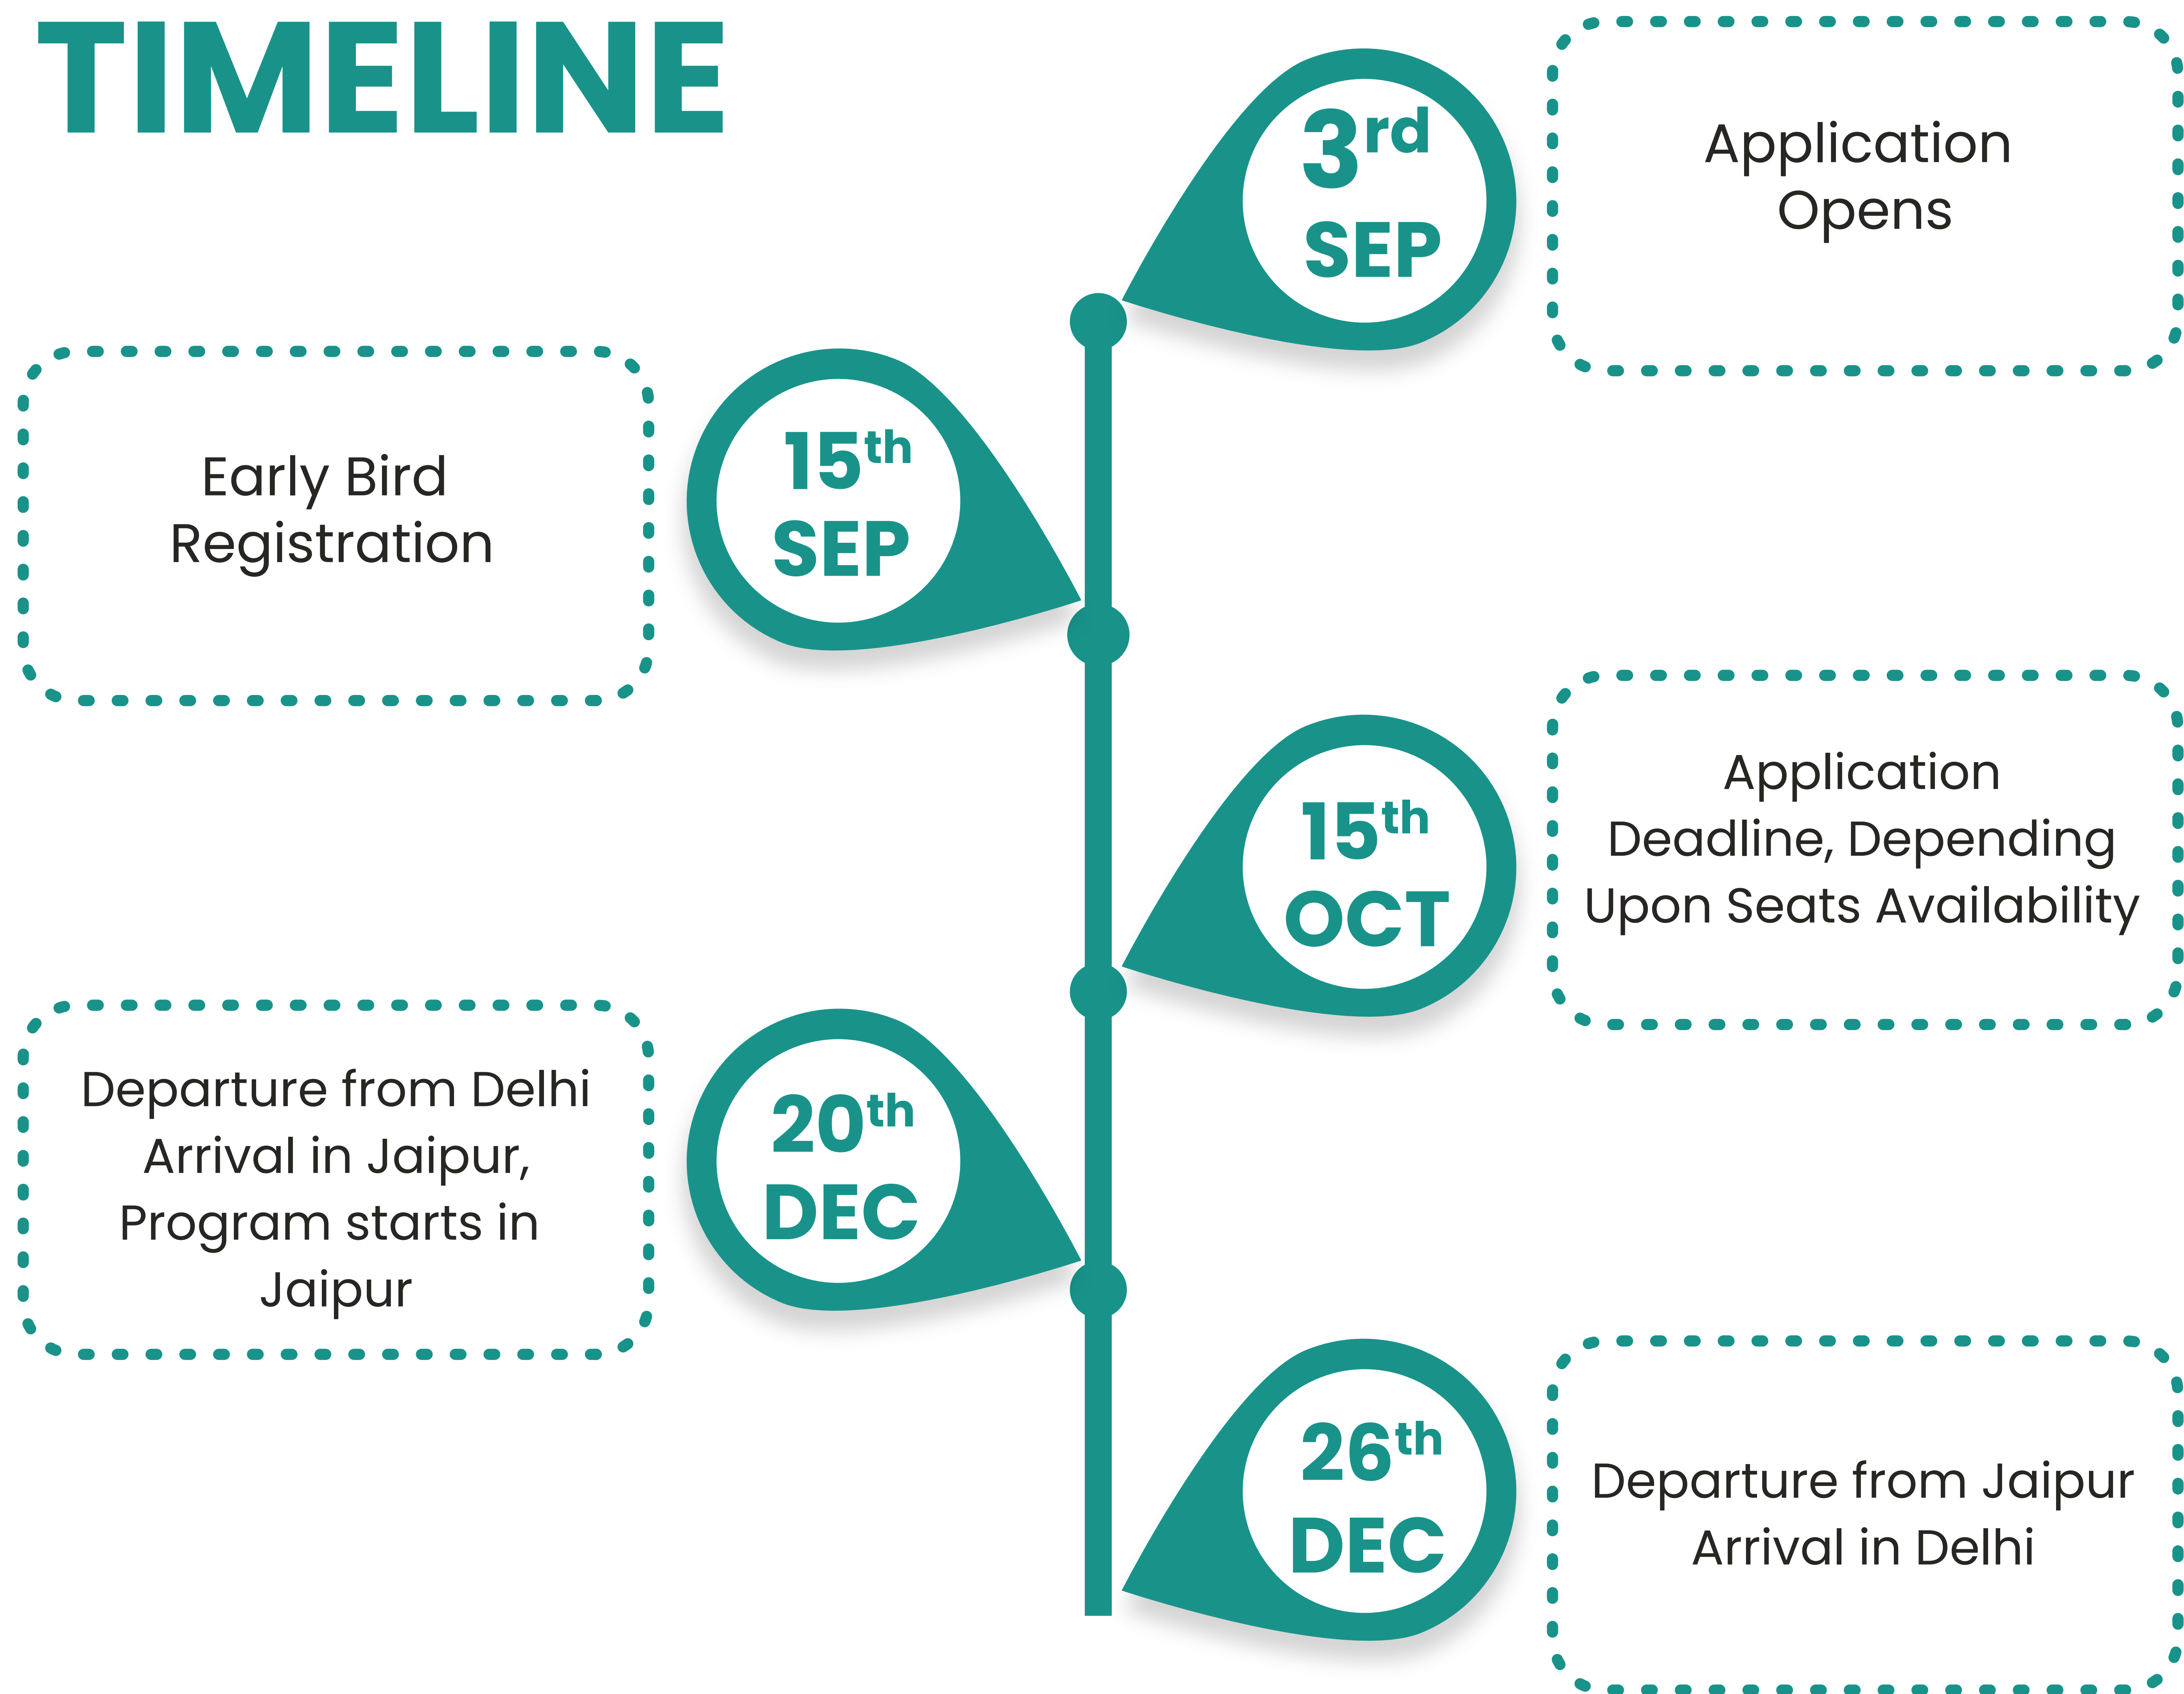 TIMELINE
3rd
SEP
Application
Opens
15th
SEP
Early Bird
Registration
15th
OCT
Application
Deadline, Depending
Upon Seats Availability
20th
DEC
Departure from Delhi
Arrival in Jaipur,
Program starts in
Jaipur
26th
DEC
Departure from Jaipur
Arrival in Delhi